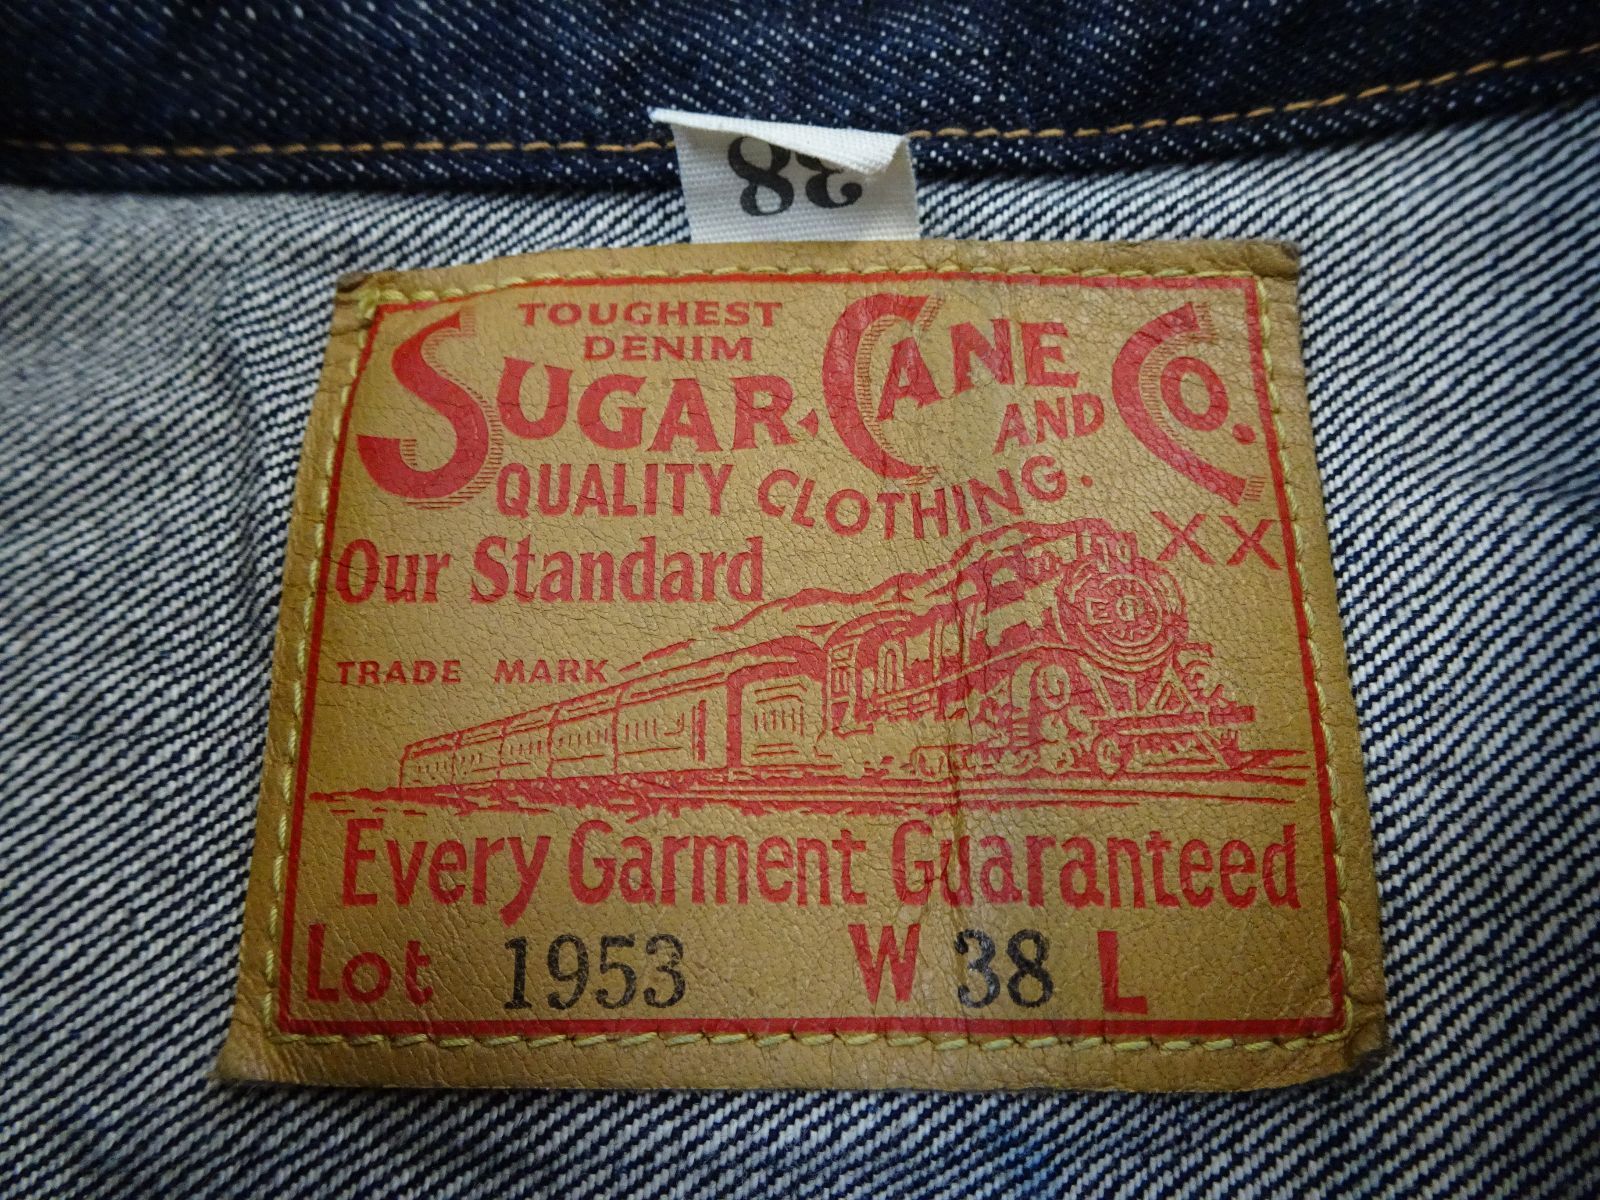 38
TOUGHEST
DENIM
SUGAR CANE AND CO.
QUALITY CLOTHING.
XX
Our Standard
TRADE MARK
Every Garment Guaranteed
Lot 1953 W 38 L